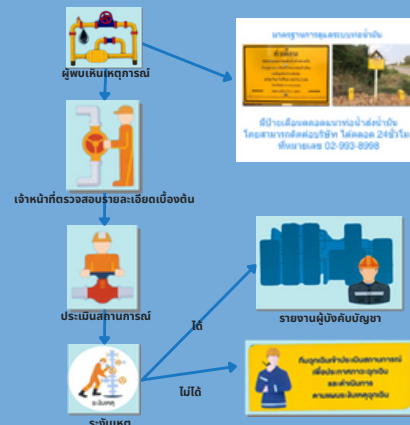 ผู้พบเห็นเหตุการณ์
มาตรฐานการดูแลระบบท่อน้ำมัน
มีป้ายเตือนตลอดแนวท่อส่งน้ำมัน
โดยสามารถติดต่อบริษัท ได้ตลอด 24ชั่วโม
ที่หมายเลข 02-993-8998
เจ้าหน้าที่ตรวจสอบรายละเอียดเบื้องต้น
ประเมินสถานการณ์
ได้
รายงานผู้บังคับบัญชา
ไม่ได้
ทีมฉุกเฉินเข้าประเมินสถานการณ์
เพื่อประกาศภาวะฉุกเฉิน
และดำเนินการ
ตามแผนระงับเหตุฉุกเฉิน
ระงับเหตุ
ระงับเหตุ